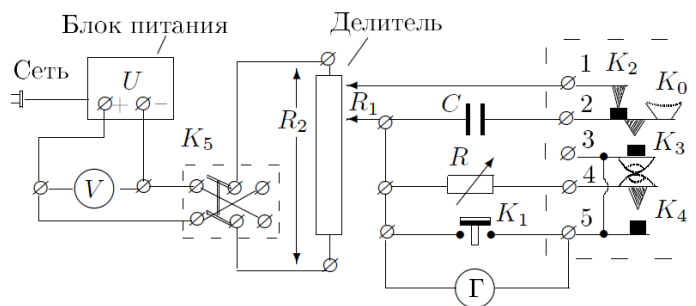 Блок питания
Делитель
Сеть
U
+ −
1
K₂
K₀
R₁
C
2
R₂
K₅
3
K₃
R
V
4
K₁
5
K₄
Г